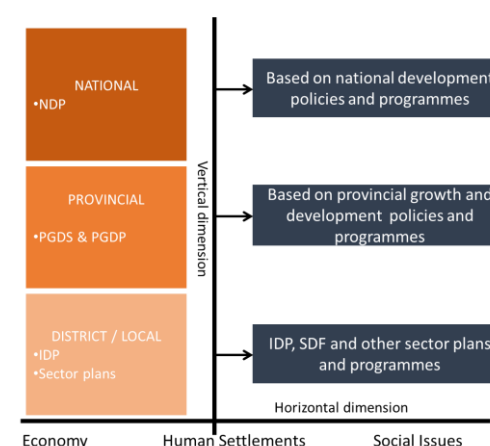 NATIONAL
•NDP
Based on national development
policies and programmes
PROVINCIAL
•PGDS & PGDP
Vertical dimension
Based on provincial growth and
development policies and
programmes
DISTRICT / LOCAL
•IDP
•Sector plans
IDP, SDF and other sector plans
and programmes
Horizontal dimension
Economy
Human Settlements
Social Issues